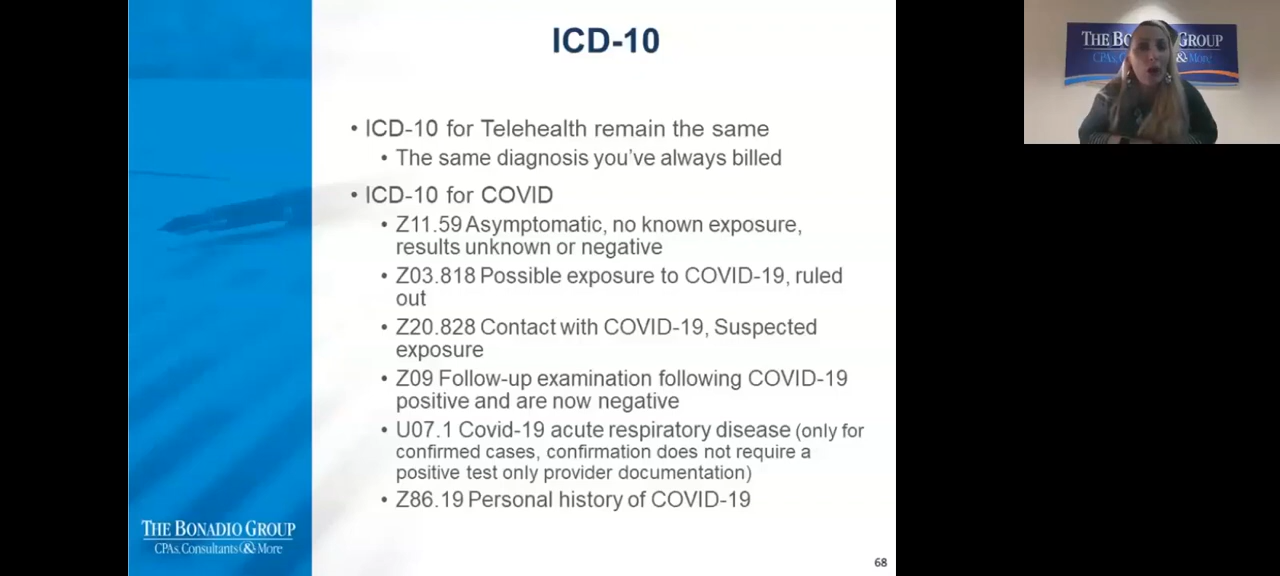 ICD-10
• ICD-10 for Telehealth remain the same
• The same diagnosis you've always billed
• ICD-10 for COVID
• Z11.59 Asymptomatic, no known exposure,
results unknown or negative
• Z03.818 Possible exposure to COVID-19, ruled
out
• Z20.828 Contact with COVID-19, Suspected
exposure
• Z09 Follow-up examination following COVID-19
positive and are now negative
• U07.1 Covid-19 acute respiratory disease (only for
confirmed cases, confirmation does not require a
positive test only provider documentation)
• Z86.19 Personal history of COVID-19
THE BONADIO GROUP
CPAs, Consultants & More
68
THE BONADIO GROUP
& More